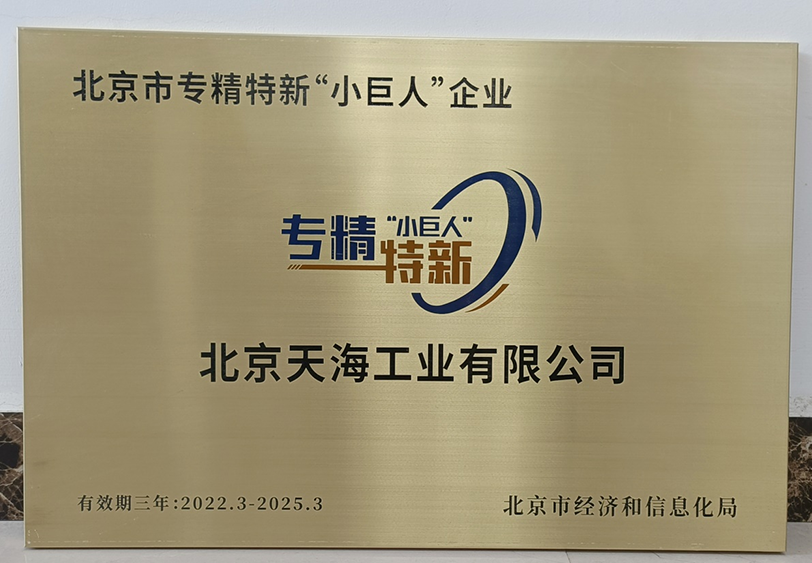 北京市专精特新“小巨人”企业
专精“小巨人”
特新
北京天海工业有限公司
有效期三年:2022.3-2025.3
北京市经济和信息化局